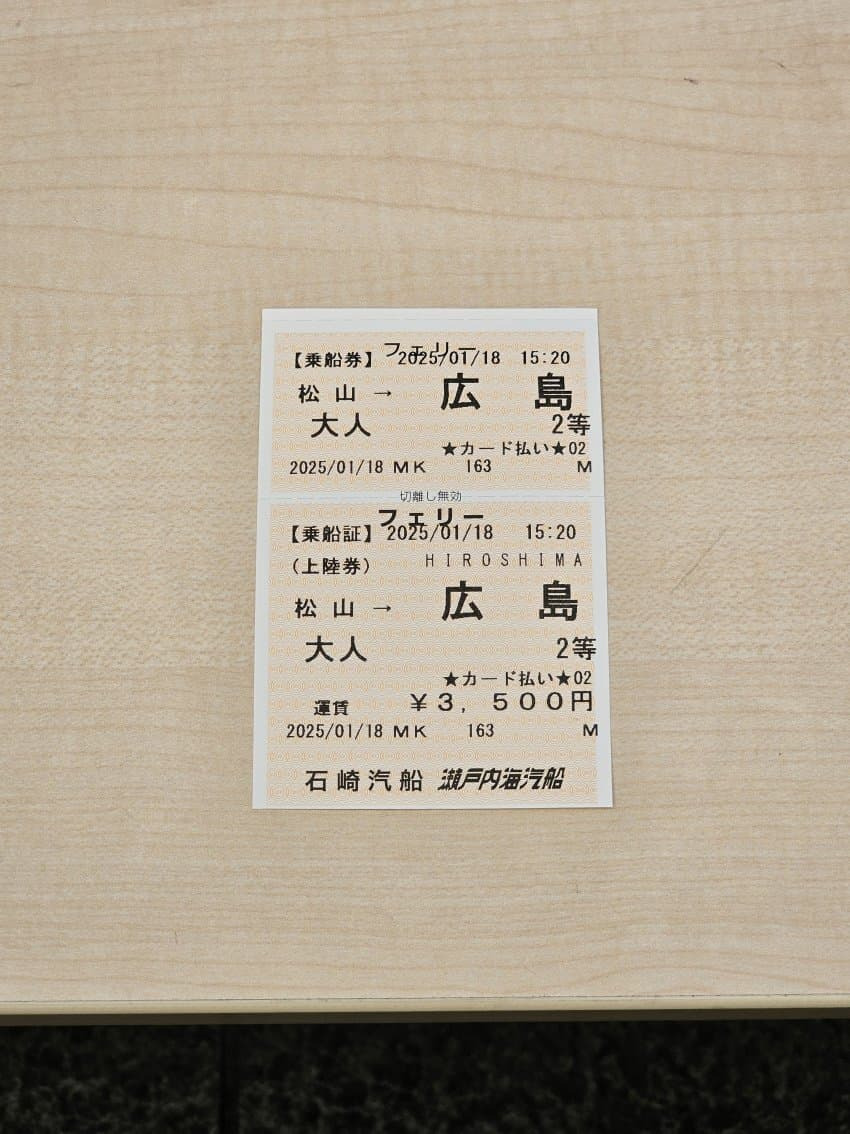 フェリー
【乗船券】 2025/01/18 15:20
松山 → 広島
大人 2等
★カード払い★02
2025/01/18 MK 163 M
切離し無効
フェリー
【乗船証】 2025/01/18 15:20
(上陸券) HIROSHIMA
松山 → 広島
大人 2等
★カード払い★02
運賃 ¥3,500円
2025/01/18 MK 163 M
石崎汽船 瀬戸内海汽船